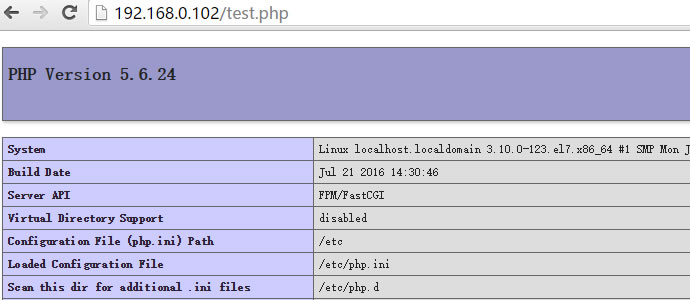 192.168.0.102/test.php
PHP Version 5.6.24
System Linux localhost.localdomain 3.10.0-123.el7.x86_64 #1 SMP Mon J
Build Date Jul 21 2016 14:30:46
Server API FPM/FastCGI
Virtual Directory Support disabled
Configuration File (php.ini) Path /etc
Loaded Configuration File /etc/php.ini
Scan this dir for additional .ini files /etc/php.d